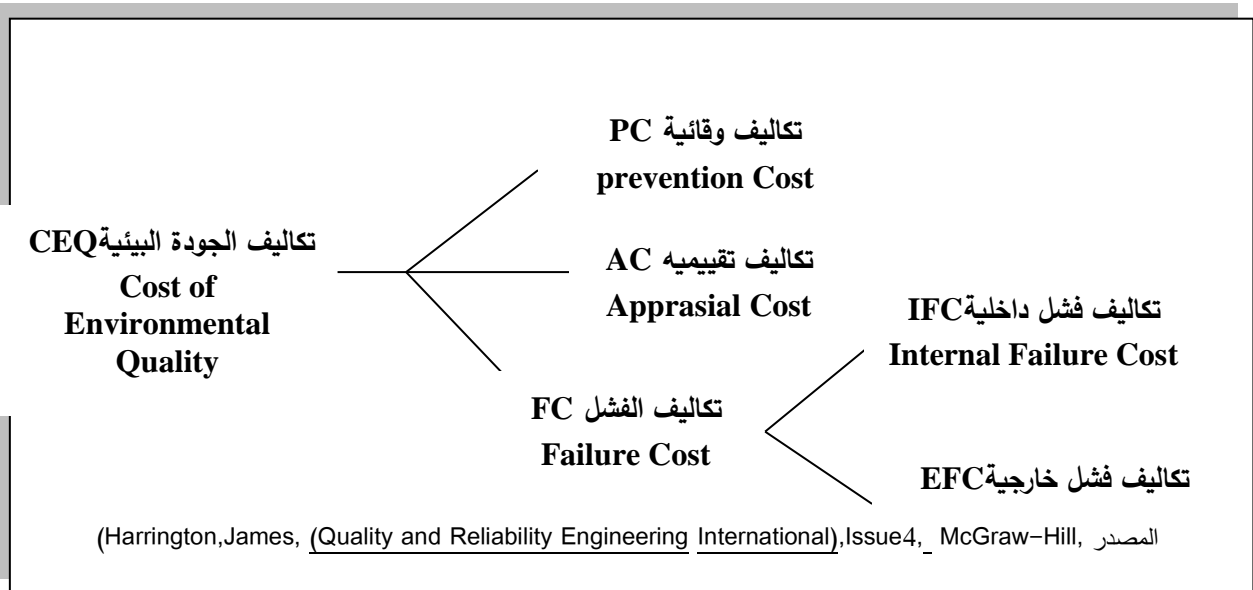 تكاليف وقائية PC
prevention Cost
تكاليف الجودة البيئيةCEQ
Cost of
Environmental
Quality
تكاليف تقييميه AC
Apprasial Cost
تكاليف الفشل FC
Failure Cost
تكاليف فشل داخليةIFC
Internal Failure Cost
تكاليف فشل خارجيةEFC
المصدر (Harrington,James, (Quality and Reliability Engineering International),Issue4, McGraw-Hill,